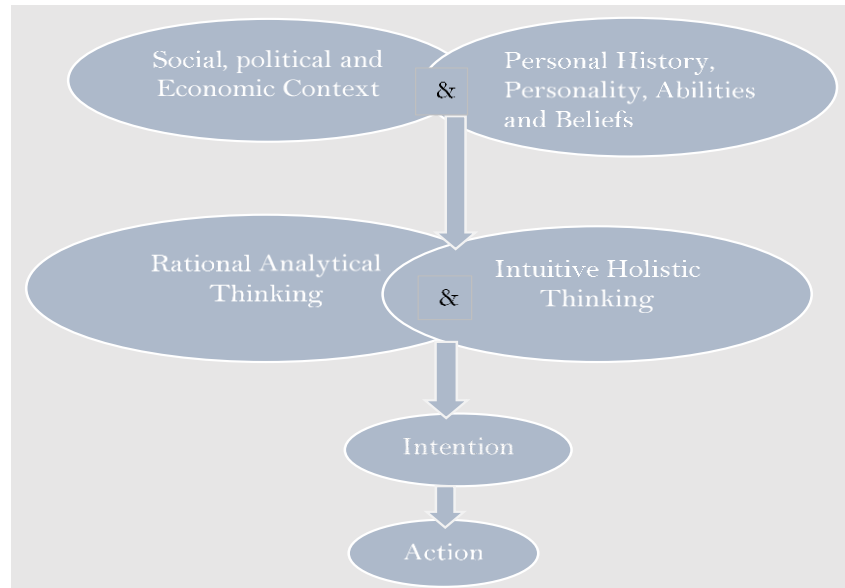 Social, political and
Economic Context
&
Personal History,
Personality, Abilities
and Beliefs
Rational Analytical
Thinking
&
Intuitive Holistic
Thinking
Intention
Action